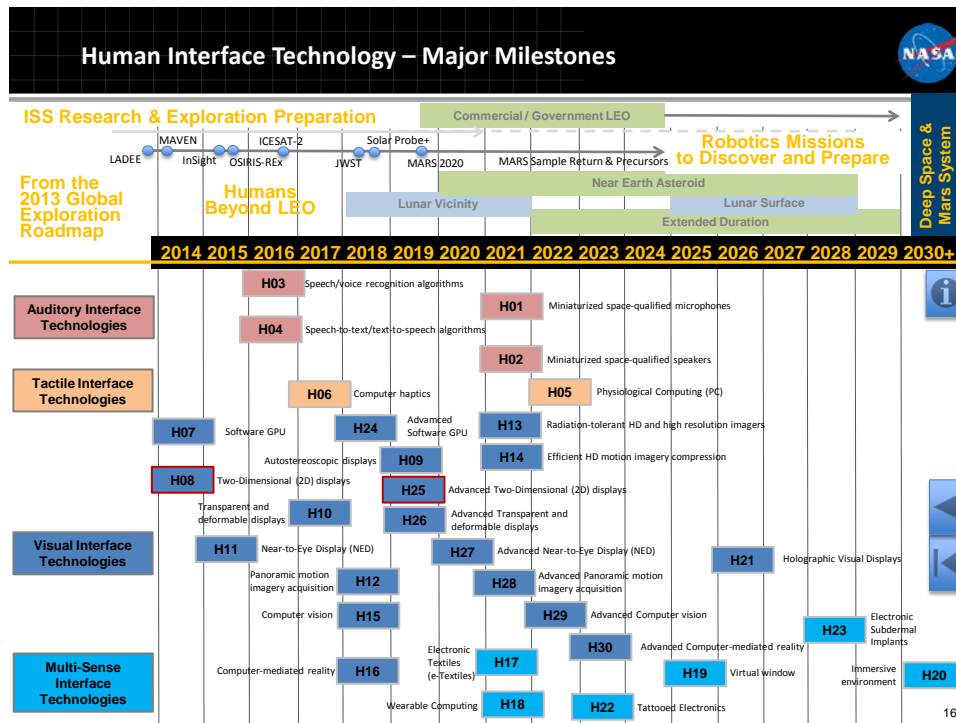 Human Interface Technology – Major Milestones
NASA
ISS Research & Exploration Preparation
Commercial / Government LEO
MAVEN
ICESAT-2
Solar Probe+
LADEE
InSight
OSIRIS-REx
JWST
MARS 2020
MARS Sample Return & Precursors
Robotics Missions
to Discover and Prepare
From the
2013 Global
Exploration
Roadmap
Humans
Beyond LEO
Near Earth Asteroid
Lunar Vicinity
Lunar Surface
Extended Duration
Deep Space &
Mars System
2014 2015 2016 2017 2018 2019 2020 2021 2022 2023 2024 2025 2026 2027 2028 2029 2030+
Auditory Interface
Technologies
H03 Speech/voice recognition algorithms
H01 Miniaturized space-qualified microphones
H04 Speech-to-text/text-to-speech algorithms
H02 Miniaturized space-qualified speakers
Tactile Interface
Technologies
H06 Computer haptics
H05 Physiological Computing (PC)
H07 Software GPU
H24 Advamced
Software GPU
H13 Radiation-tolerant HD and high resolution imagers
Autostereoscopic displays H09
H14 Efficient HD motion imagery compression
H08 Two-Dimensional (2D) displays
H25 Advanced Two-Dimensional (2D) displays
Transparent and
deformable displays H10
H26 Advanced Transparent and
deformable displays
Visual Interface
Technologies
H11 Near-to-Eye Display (NED)
H27 Advanced Near-to-Eye Display (NED)
H21 Holographic Visual Displays
Panoramic motion
imagery acquisition H12
H28 Advanced Panoramic motion
imagery acquisition
Computer vision H15
H29 Advanced Computer vision
H23 Electronic
Subdermal
Implants
H30 Advanced Computer-mediated reality
Multi-Sense
Interface
Technologies
Computer-mediated reality H16
Electronic
Textiles
(e-Textiles) H17
H19 Virtual window
Immersive
environment H20
Wearable Computing H18
H22 Tattooed Electronics
16